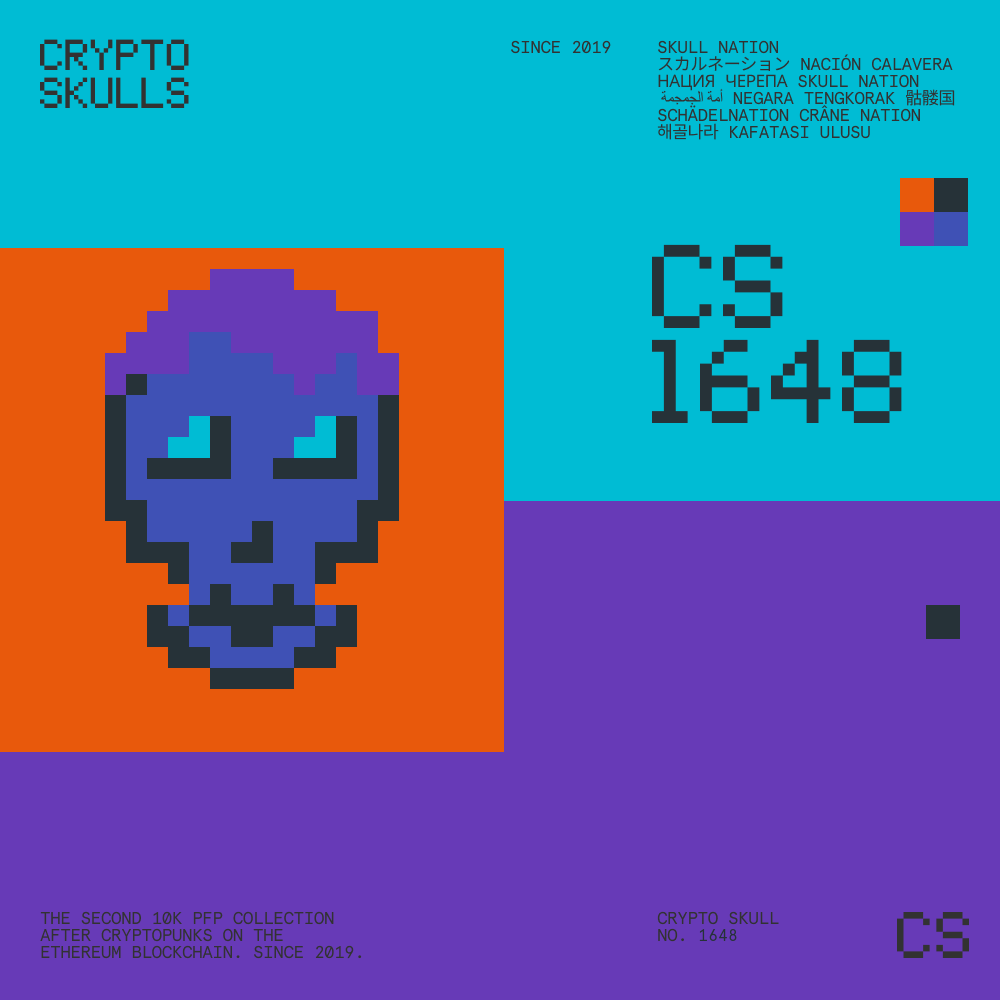 CRYPTO
SKULLS
SINCE 2019
SKULL NATION
スカルネーション NACIÓN CALAVERA
НАЦИЯ ЧЕРЕПА SKULL NATION
أمة الجمجمة NEGARA TENGKORAK 骷髅国
SCHÄDELNATION CRÂNE NATION
해골나라 KAFATASI ULUSU
CS
1648
THE SECOND 10K PFP COLLECTION
AFTER CRYPTOPUNKS ON THE
ETHEREUM BLOCKCHAIN. SINCE 2019.
CRYPTO SKULL
NO. 1648
CS